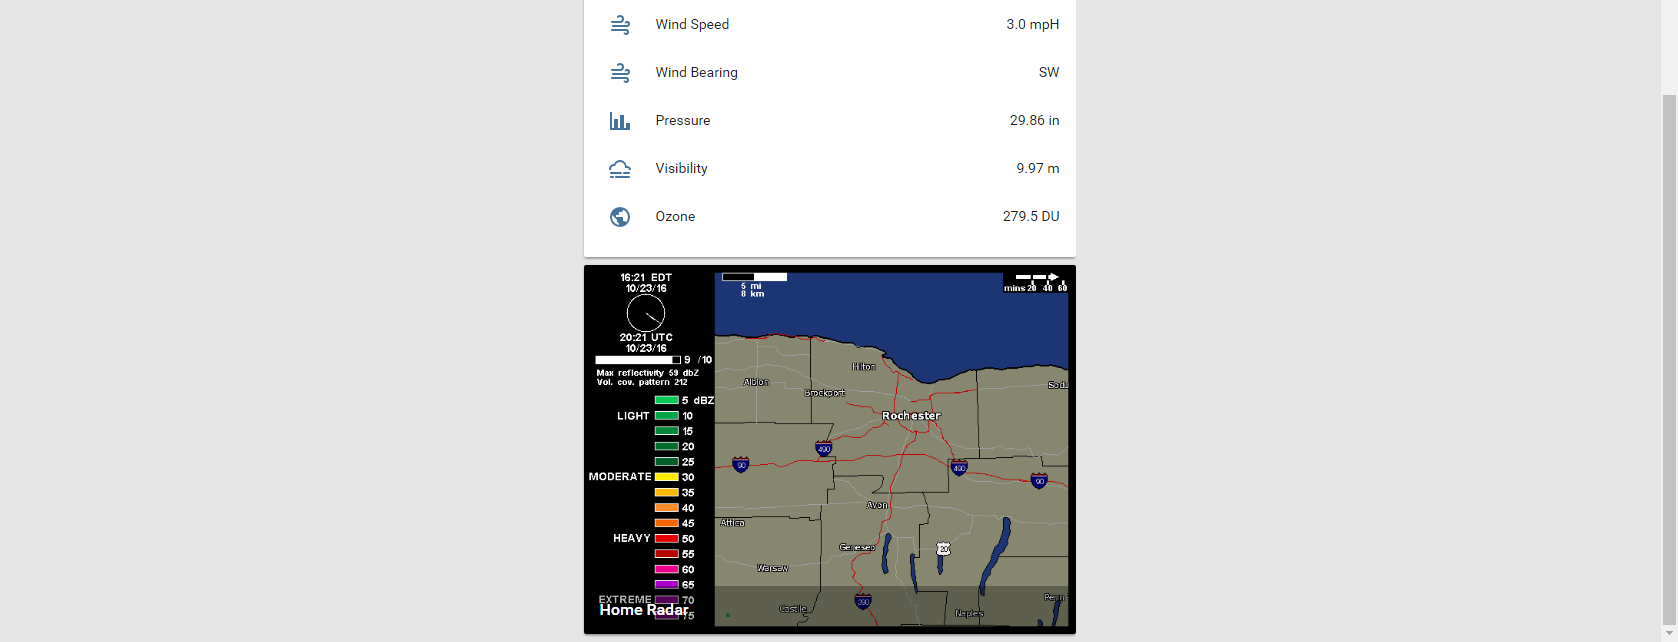 Wind Speed 3.0 mpH
Wind Bearing SW
Pressure 29.86 in
Visibility 9.97 m
Ozone 279.5 DU
16:21 EDT
10/23/16
20:21 UTC
10/23/16
9 /10
Max reflectivity 59 dbZ
Vol. cov. pattern 212
5 dBZ
LIGHT 10
15
20
25
MODERATE 30
35
40
45
HEAVY 50
55
60
65
EXTREME 70
75
Home Radar
5 mi
8 km
mins 20 40 60
Hilton
Albion
Sod
Brockport
Rochester
490
90
490
90
Avon
Attica
Geneseo
20
Warsaw
390
Penn
Castile
Naples